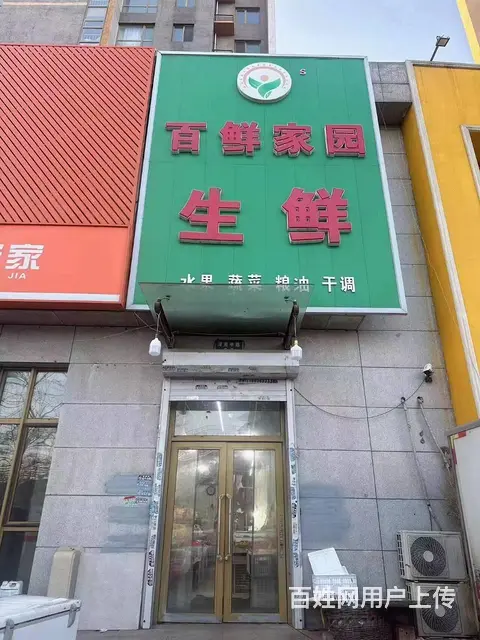 S
百鲜家园
生鲜
水果 蔬菜 粮油 干调
家
JIA
百姓网用户上传